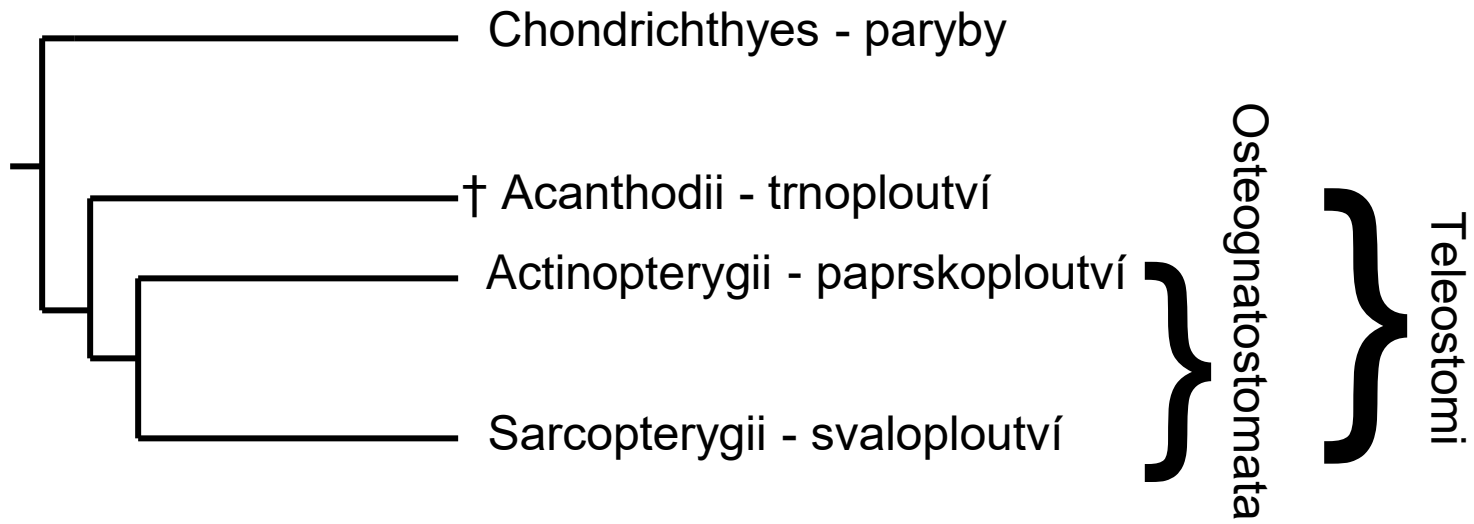 Chondrichthyes - paryby
† Acanthodii - trnoploutví
Actinopterygii - paprskoploutví
Sarcopterygii - svaloploutví
Osteognatostomata
Teleostomi